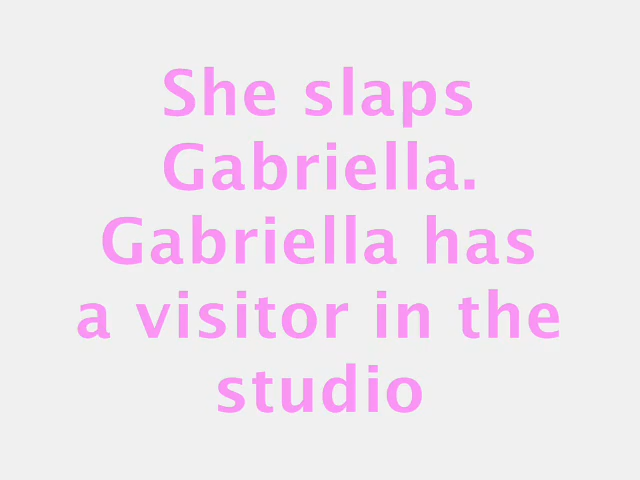 She slaps
Gabriella.
Gabriella has
a visitor in the
studio